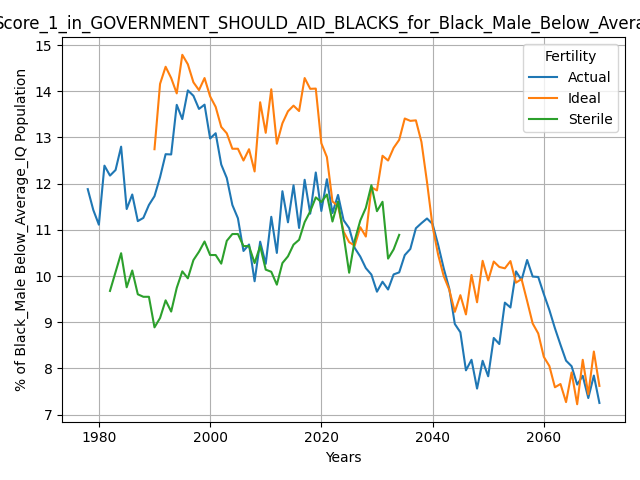 Score_1_in_GOVERNMENT_SHOULD_AID_BLACKS_for_Black_Male_Below_Avera
% of Black_Male Below_Average_IQ Population
15
14
13
12
11
10
9
8
7
Fertility
Actual
Ideal
Sterile
1980 2000 2020 2040 2060
Years